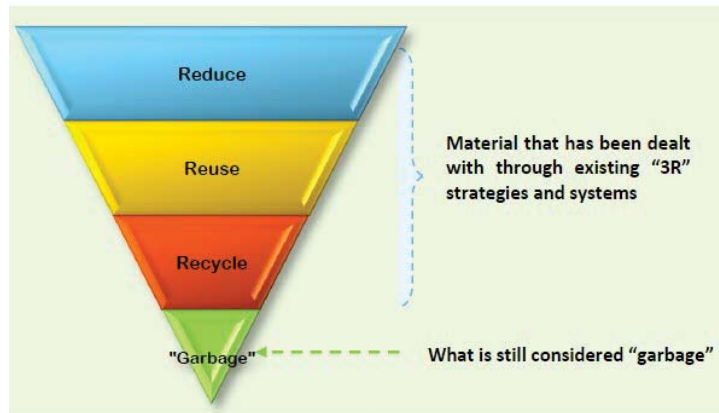 Reduce
Reuse
Recycle
"Garbage"
Material that has been dealt
with through existing “3R”
strategies and systems
What is still considered “garbage”